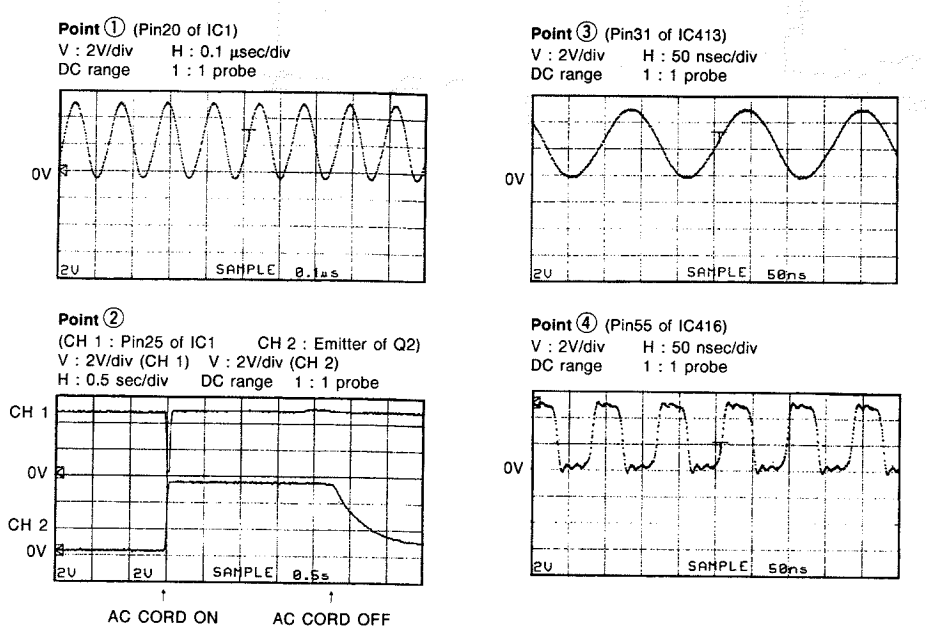 Point ① (Pin20 of IC1)
V : 2V/div H : 0.1 μsec/div
DC range 1 : 1 probe
0V
2V SAMPLE 0.1μs
Point ②
(CH 1 : Pin25 of IC1 CH 2 : Emitter of Q2)
V : 2V/div (CH 1) V : 2V/div (CH 2)
H : 0.5 sec/div DC range 1 : 1 probe
CH 1
0V
CH 2
0V
2V 2V SAMPLE 0.5s
↑ ↑
AC CORD ON AC CORD OFF
Point ③ (Pin31 of IC413)
V : 2V/div H : 50 nsec/div
DC range 1 : 1 probe
0V
2V SAMPLE 50ns
Point ④ (Pin55 of IC416)
V : 2V/div H : 50 nsec/div
DC range 1 : 1 probe
0V
2V SAMPLE 50ns